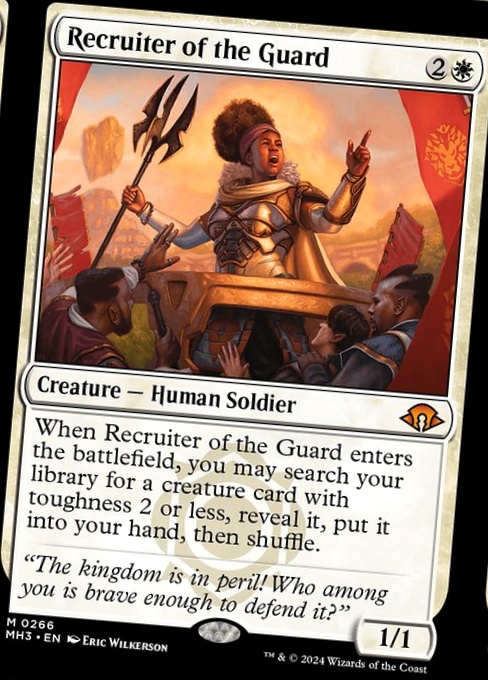 Recruiter of the Guard
2
Creature — Human Soldier
When Recruiter of the Guard enters
the battlefield, you may search your
library for a creature card with
toughness 2 or less, reveal it, put it
into your hand, then shuffle.
“The kingdom is in peril! Who among
you is brave enough to defend it?”
1/1
M 0266
MH3 • EN Eric Wilkerson
™ & © 2024 Wizards of the Coast